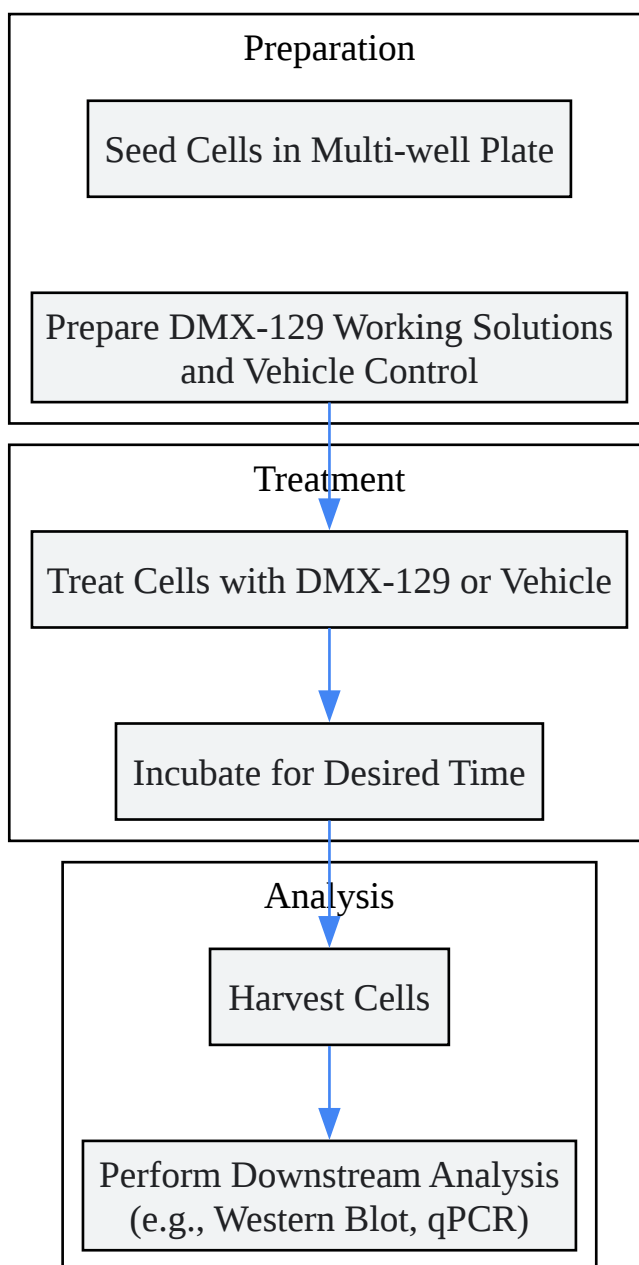 Preparation
Seed Cells in Multi-well Plate
Prepare DMX-129 Working Solutions
and Vehicle Control
Treatment
Treat Cells with DMX-129 or Vehicle
Incubate for Desired Time
Analysis
Harvest Cells
Perform Downstream Analysis
(e.g., Western Blot, qPCR)